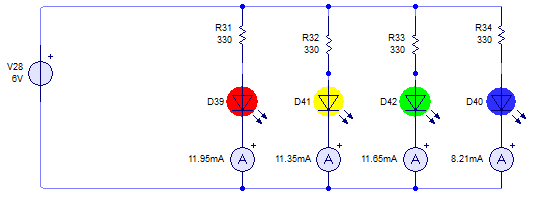 R31
330
R32
330
R33
330
R34
330
V28
6V
+
D39
D41
D42
D40
+
+
+
+
11.95mA
A
11.35mA
A
11.65mA
A
8.21mA
A